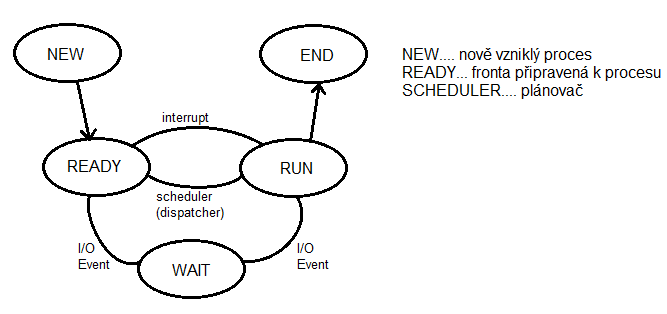 NEW
END
NEW.... nově vzniklý proces
READY... fronta připravená k procesu
SCHEDULER.... plánovač
interrupt
READY
RUN
scheduler
(dispatcher)
I/O
Event
I/O
Event
WAIT